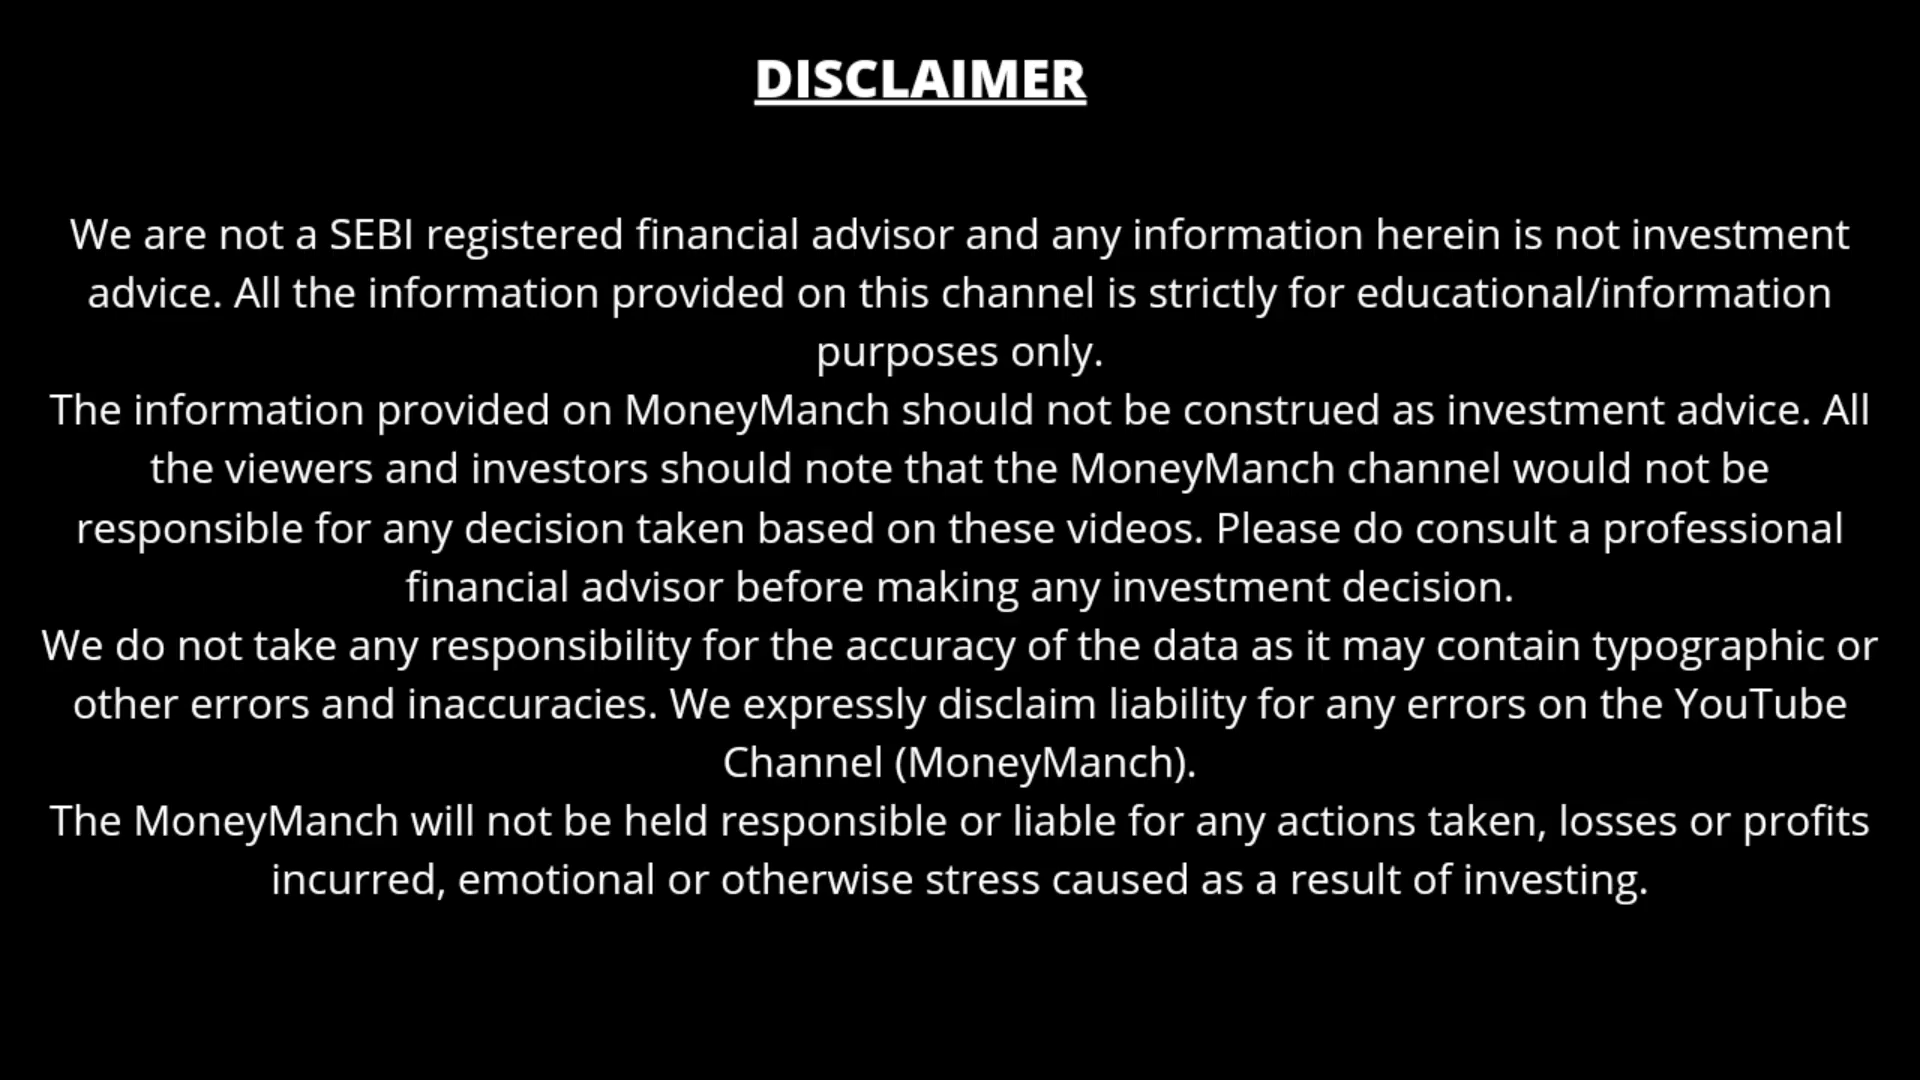 DISCLAIMER
We are not a SEBI registered financial advisor and any information herein is not investment
advice. All the information provided on this channel is strictly for educational/information
purposes only.
The information provided on MoneyManch should not be construed as investment advice. All
the viewers and investors should note that the MoneyManch channel would not be
responsible for any decision taken based on these videos. Please do consult a professional
financial advisor before making any investment decision.
We do not take any responsibility for the accuracy of the data as it may contain typographic or
other errors and inaccuracies. We expressly disclaim liability for any errors on the YouTube
Channel (MoneyManch).
The MoneyManch will not be held responsible or liable for any actions taken, losses or profits
incurred, emotional or otherwise stress caused as a result of investing.